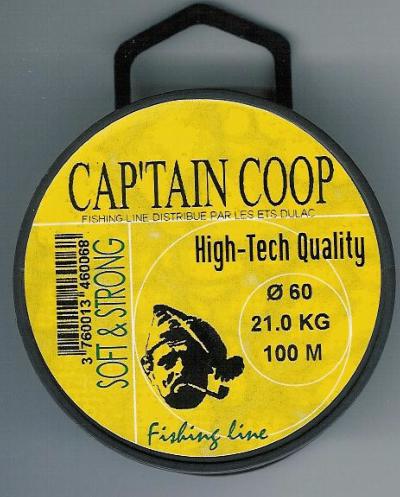 CAP'TAIN COOP
FISHING LINE DISTRIBUE PAR LES ETS DULAC
High-Tech Quality
Ø 60
21.0 KG
100 M
SOFT & STRONG
3 760013 460068
Fishing line